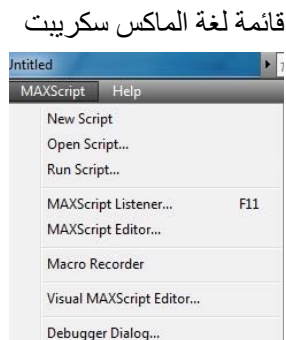 قائمة لغة الماكس سكريبت
Untitled
MAXScript Help
New Script
Open Script...
Run Script...
MAXScript Listener... F11
MAXScript Editor...
Macro Recorder
Visual MAXScript Editor...
Debugger Dialog...